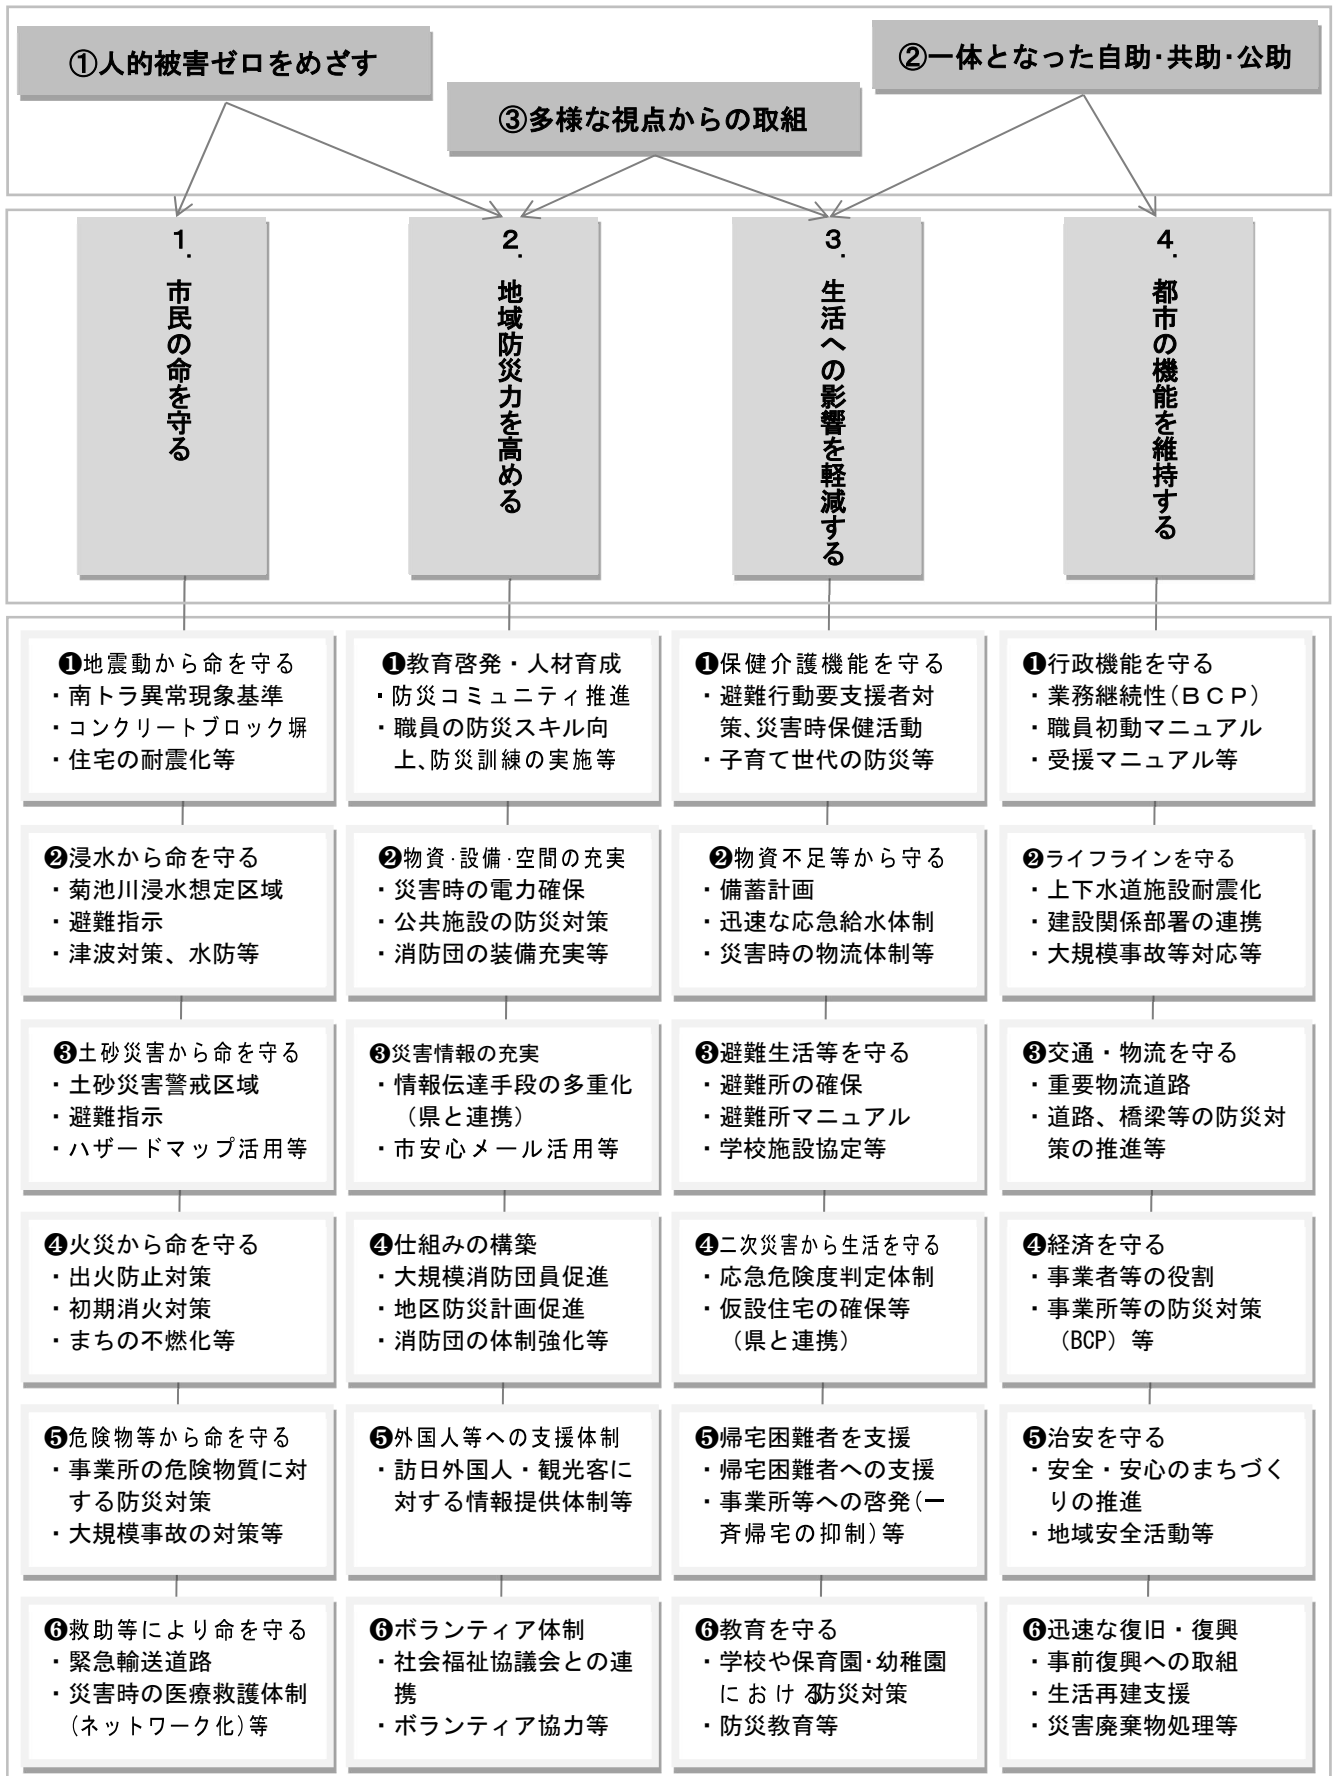 ①人的被害ゼロをめざす
②一体となった自助・共助・公助
③多様な視点からの取組
1．市民の命を守る
2．地域防災力を高める
3．生活への影響を軽減する
4．都市の機能を維持する
❶地震動から命を守る
・南トラ異常現象基準
・コンクリートブロック塀
・住宅の耐震化等
❷浸水から命を守る
・菊池川浸水想定区域
・避難指示
・津波対策、水防等
❸土砂災害から命を守る
・土砂災害警戒区域
・避難指示
・ハザードマップ活用等
❹火災から命を守る
・出火防止対策
・初期消火対策
・まちの不燃化等
❺危険物等から命を守る
・事業所の危険物質に対
する防災対策
・大規模事故の対策等
❻救助等により命を守る
・緊急輸送道路
・災害時の医療救護体制
(ネットワーク化)等
❶教育啓発・人材育成
・防災コミュニティ推進
・職員の防災スキル向
上、防災訓練の実施等
❷物資・設備・空間の充実
・災害時の電力確保
・公共施設の防災対策
・消防団の装備充実等
❸災害情報の充実
・情報伝達手段の多重化
（県と連携）
・市安心メール活用等
❹仕組みの構築
・大規模消防団員促進
・地区防災計画促進
・消防団の体制強化等
❺外国人等への支援体制
・訪日外国人・観光客に
対する情報提供体制等
❻ボランティア体制
・社会福祉協議会との連
携
・ボランティア協力等
❶保健介護機能を守る
・避難行動要支援者対
策、災害時保健活動
・子育て世代の防災等
❷物資不足等から守る
・備蓄計画
・迅速な応急給水体制
・災害時の物流体制等
❸避難生活等を守る
・避難所の確保
・避難所マニュアル
・学校施設協定等
❹二次災害から生活を守る
・応急危険度判定体制
・仮設住宅の確保等
（県と連携）
❺帰宅困難者を支援
・帰宅困難者への支援
・事業所等への啓発(一
斉帰宅の抑制)等
❻教育を守る
・学校や保育園・幼稚園
における防災対策
・防災教育等
❶行政機能を守る
・業務継続性(ＢＣＰ)
・職員初動マニュアル
・受援マニュアル等
❷ライフラインを守る
・上下水道施設耐震化
・建設関係部署の連携
・大規模事故等対応等
❸交通・物流を守る
・重要物流道路
・道路、橋梁等の防災対
策の推進等
❹経済を守る
・事業者等の役割
・事業所等の防災対策
（BCP）等
❺治安を守る
・安全・安心のまちづく
りの推進
・地域安全活動等
❻迅速な復旧・復興
・事前復興への取組
・生活再建支援
・災害廃棄物処理等